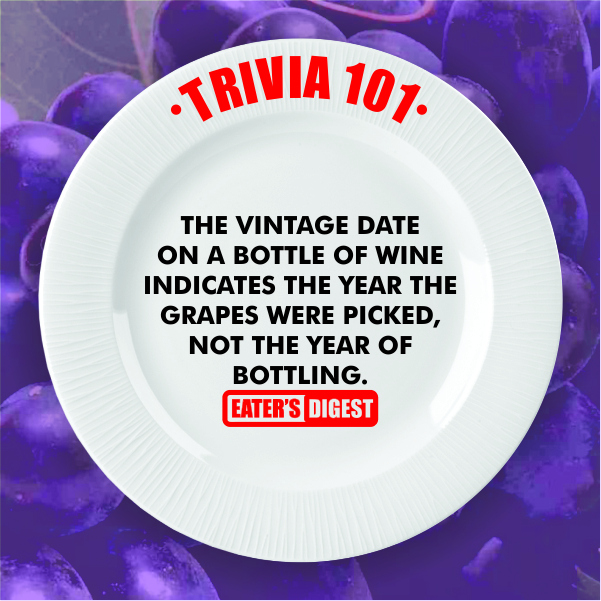 ·TRIVIA 101·
THE VINTAGE DATE
ON A BOTTLE OF WINE
INDICATES THE YEAR THE
GRAPES WERE PICKED,
NOT THE YEAR OF
BOTTLING.
EATER'S DIGEST